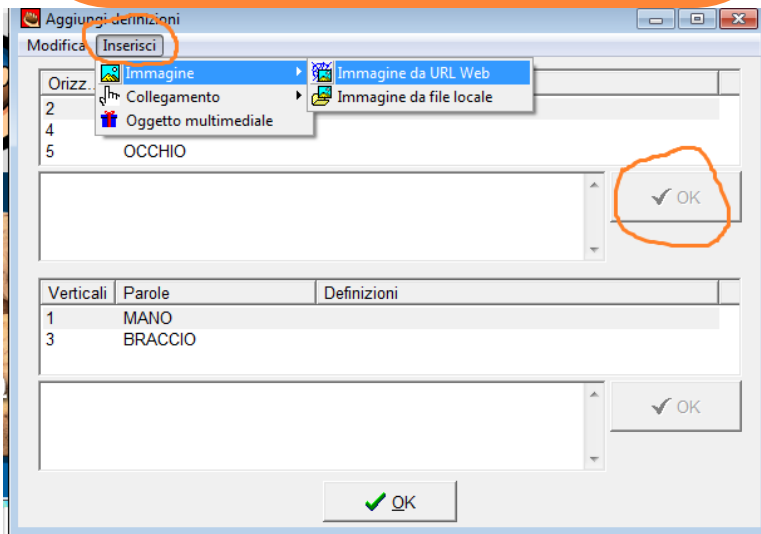 Aggiungi definizioni
Modifica Inserisci
Orizz...
Immagine
Immagine da URL Web
2
Collegamento
Immagine da file locale
4
Oggetto multimediale
5 OCCHIO
OK
Verticali Parole Definizioni
1 MANO
3 BRACCIO
OK
OK